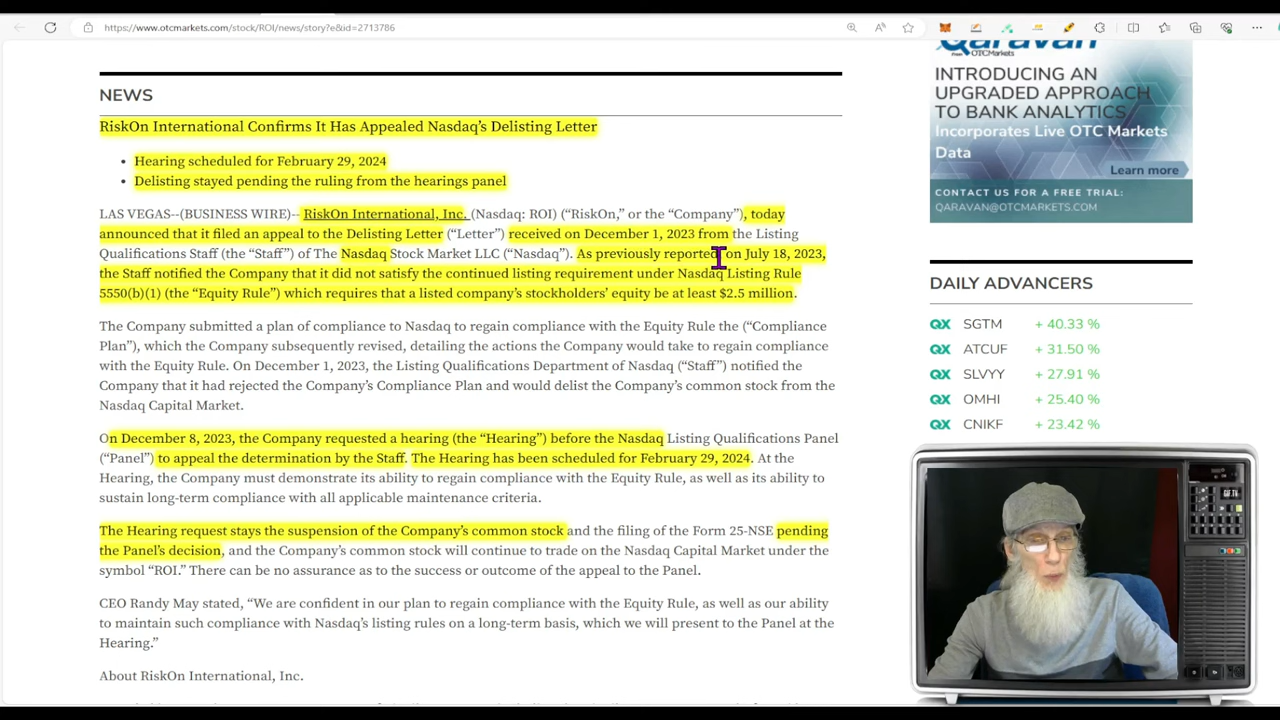 https://www.otcmarkets.com/stock/ROI/news/story?e&id=2713786
NEWS
RiskOn International Confirms It Has Appealed Nasdaq’s Delisting Letter
• Hearing scheduled for February 29, 2024
• Delisting stayed pending the ruling from the hearings panel
LAS VEGAS--(BUSINESS WIRE)-- RiskOn International, Inc. (Nasdaq: ROI) (“RiskOn,” or the “Company”), today
announced that it filed an appeal to the Delisting Letter (“Letter”) received on December 1, 2023 from the Listing
Qualifications Staff (the “Staff”) of The Nasdaq Stock Market LLC (“Nasdaq”). As previously reported, on July 18, 2023,
the Staff notified the Company that it did not satisfy the continued listing requirement under Nasdaq Listing Rule
5550(b)(1) (the “Equity Rule”) which requires that a listed company’s stockholders’ equity be at least $2.5 million.
The Company submitted a plan of compliance to Nasdaq to regain compliance with the Equity Rule the (“Compliance
Plan”), which the Company subsequently revised, detailing the actions the Company would take to regain compliance
with the Equity Rule. On December 1, 2023, the Listing Qualifications Department of Nasdaq (“Staff”) notified the
Company that it had rejected the Company’s Compliance Plan and would delist the Company’s common stock from the
Nasdaq Capital Market.
On December 8, 2023, the Company requested a hearing (the “Hearing”) before the Nasdaq Listing Qualifications Panel
(“Panel”) to appeal the determination by the Staff. The Hearing has been scheduled for February 29, 2024. At the
Hearing, the Company must demonstrate its ability to regain compliance with the Equity Rule, as well as its ability to
sustain long-term compliance with all applicable maintenance criteria.
The Hearing request stays the suspension of the Company’s common stock and the filing of the Form 25-NSE pending
the Panel’s decision, and the Company’s common stock will continue to trade on the Nasdaq Capital Market under the
symbol “ROI.” There can be no assurance as to the success or outcome of the appeal to the Panel.
CEO Randy May stated, “We are confident in our plan to regain compliance with the Equity Rule, as well as our ability
to maintain such compliance with Nasdaq’s listing rules on a long-term basis, which we will present to the Panel at the
Hearing.”
About RiskOn International, Inc.
Qaravan
From OTCMarkets
INTRODUCING AN
UPGRADED APPROACH
TO BANK ANALYTICS
Incorporates Live OTC Markets
Data
Learn more
CONTACT US FOR A FREE TRIAL:
QARAVAN@OTCMARKETS.COM
DAILY ADVANCERS
QX SGTM + 40.33 %
QX ATCUF + 31.50 %
QX SLVYY + 27.91 %
QX OMHI + 25.40 %
QX CNIKF + 23.42 %
GIF.TV